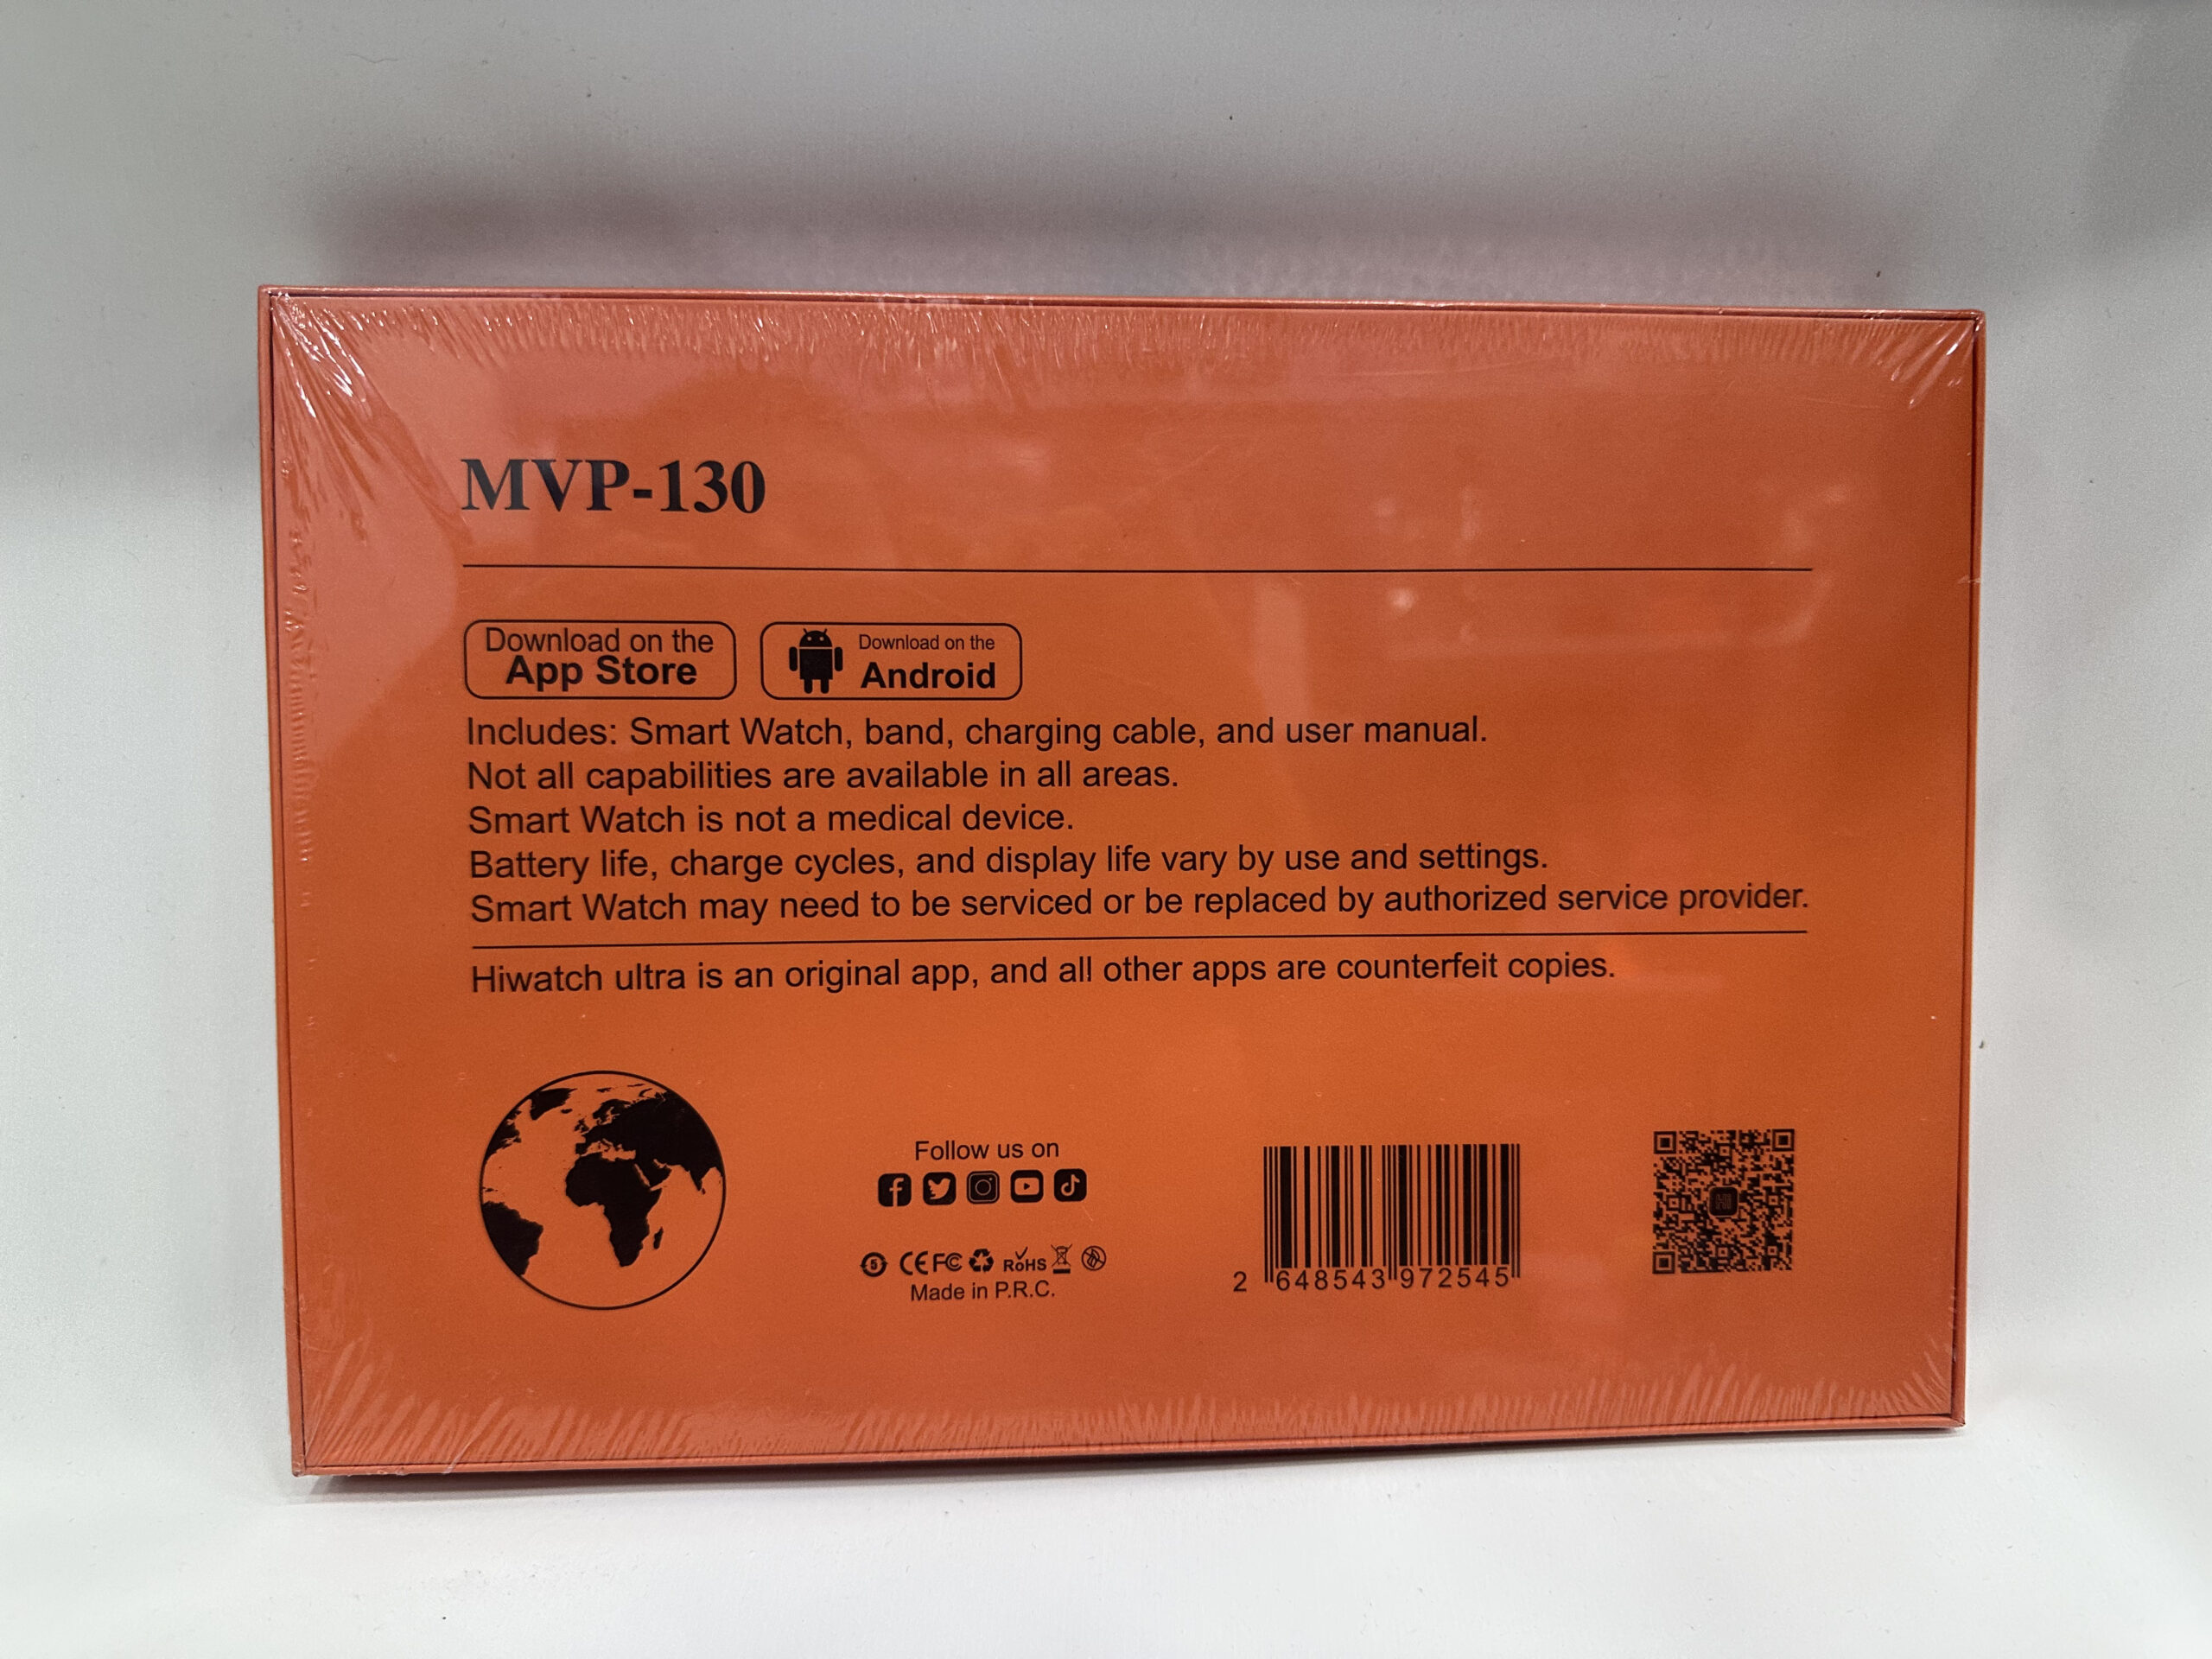 MVP-130
Download on the
App Store
Download on the
Android
Includes: Smart Watch, band, charging cable, and user manual.
Not all capabilities are available in all areas.
Smart Watch is not a medical device.
Battery life, charge cycles, and display life vary by use and settings.
Smart Watch may need to be serviced or be replaced by authorized service provider.
Hiwatch ultra is an original app, and all other apps are counterfeit copies.
Follow us on
5 CE FC RoHS
Made in P.R.C.
2 648543 972545